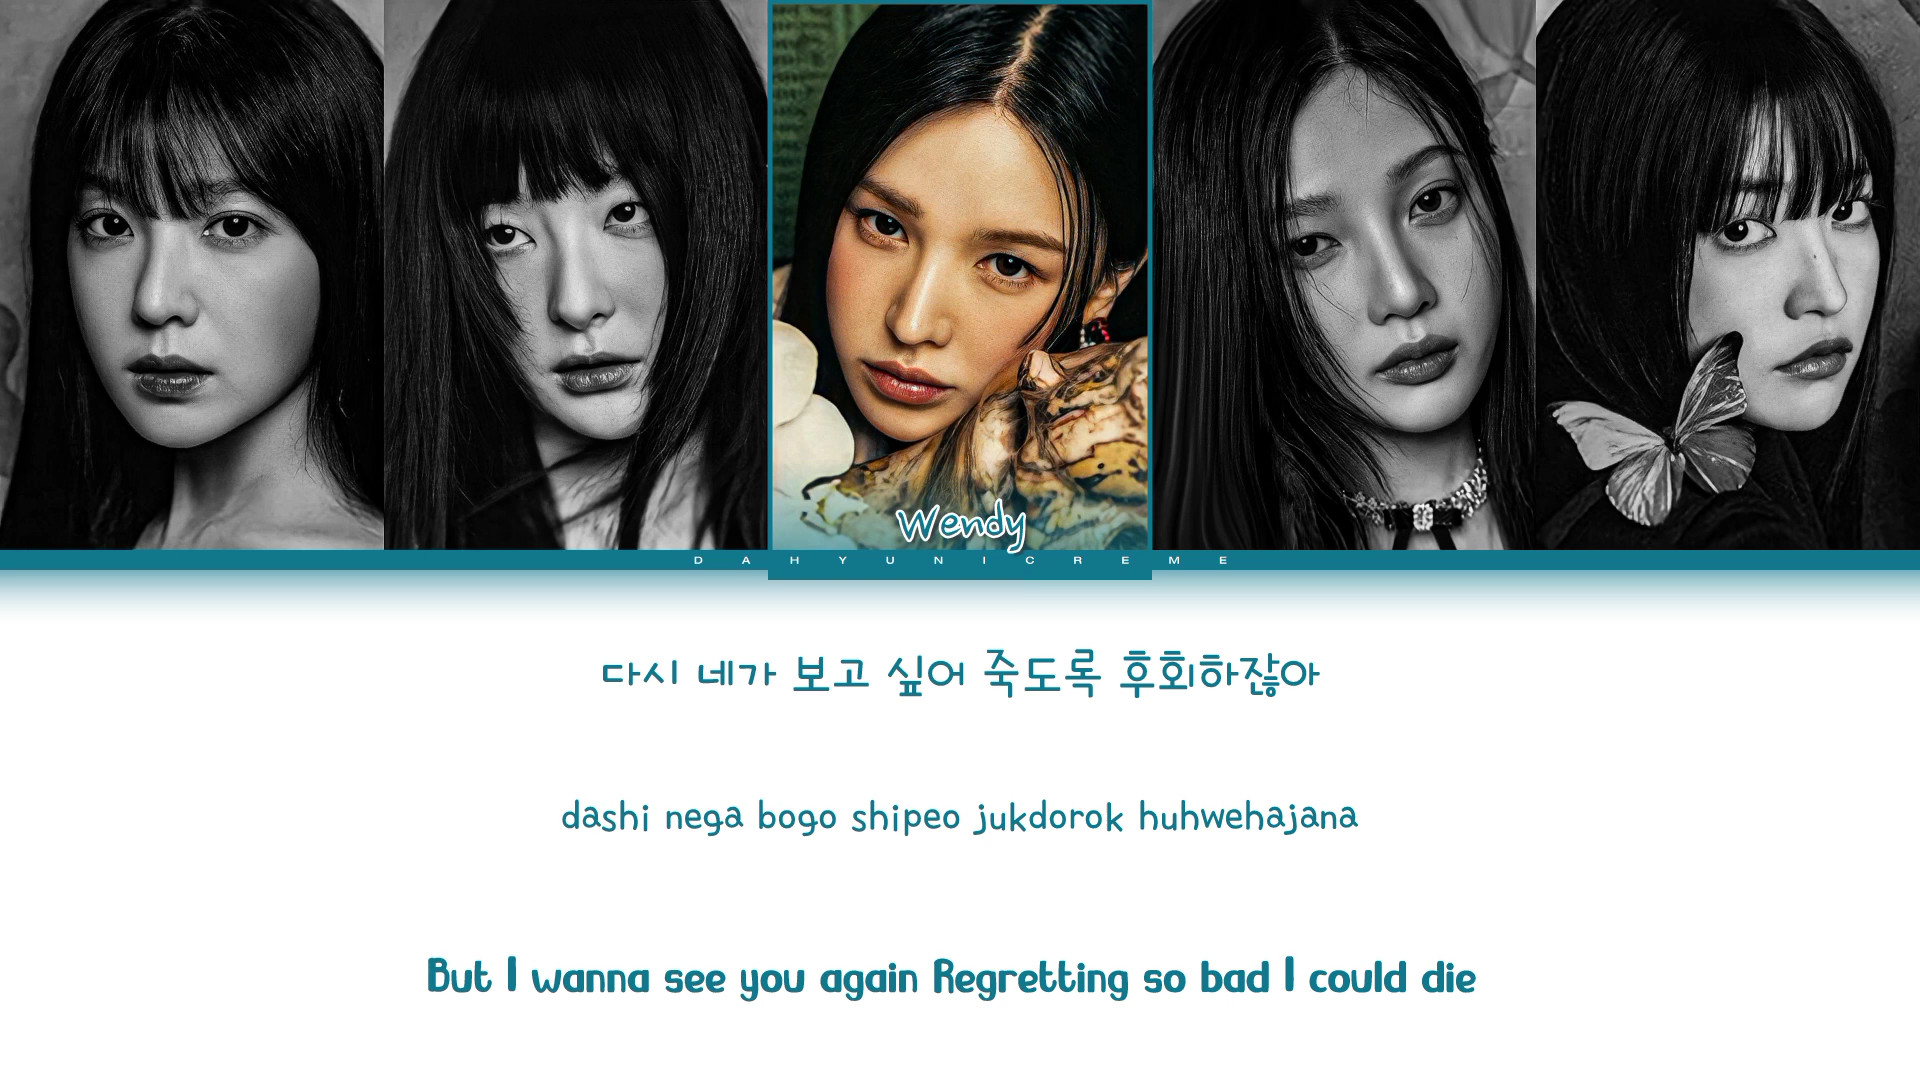 Wendy
DAHYUNICREME
다시 네가 보고 싶어 죽도록 후회하잖아
dashi nega bogo shipeo jukdorok huhwehajana
But I wanna see you again Regretting so bad I could die